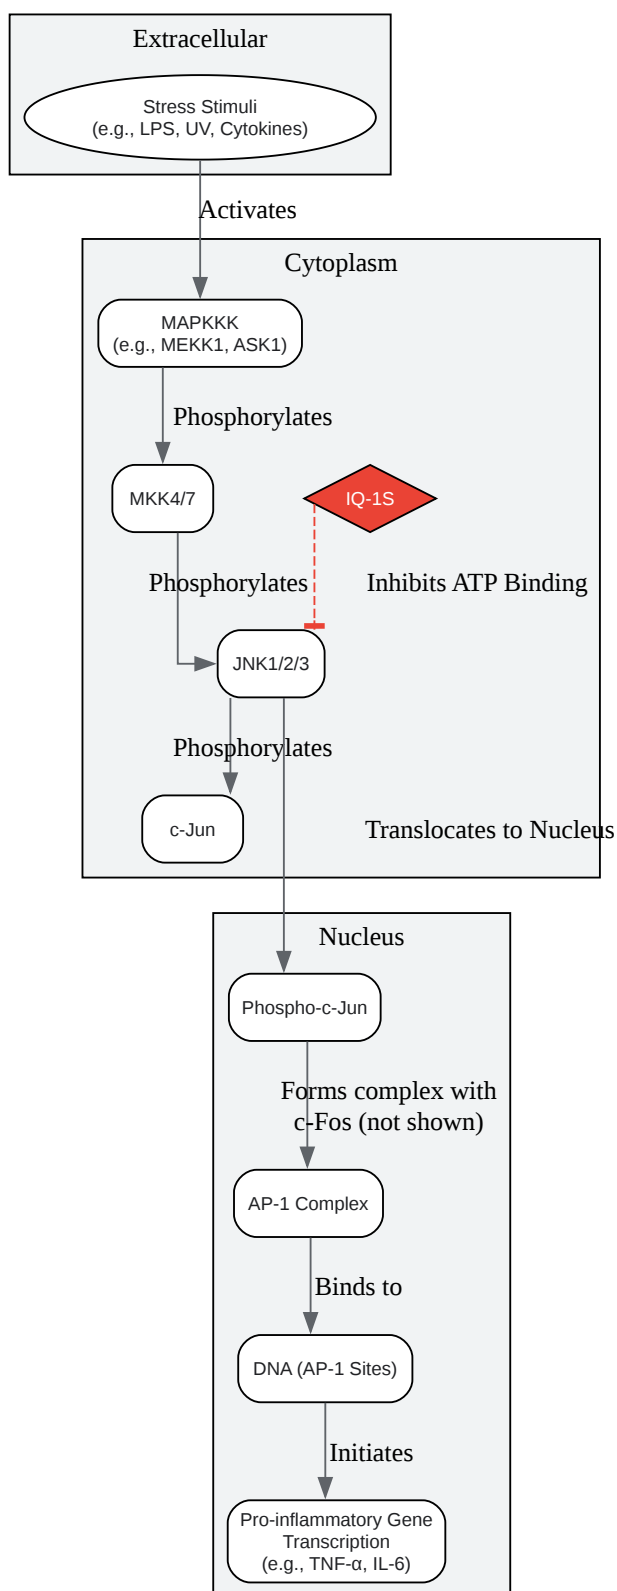 Extracellular
Stress Stimuli
(e.g., LPS, UV, Cytokines)
Activates
Cytoplasm
MAPKKK
(e.g., MEKK1, ASK1)
Phosphorylates
MKK4/7
IQ-1S
Phosphorylates
Inhibits ATP Binding
JNK1/2/3
Phosphorylates
c-Jun
Translocates to Nucleus
Nucleus
Phospho-c-Jun
Forms complex with
c-Fos (not shown)
AP-1 Complex
Binds to
DNA (AP-1 Sites)
Initiates
Pro-inflammatory Gene
Transcription
(e.g., TNF-α, IL-6)